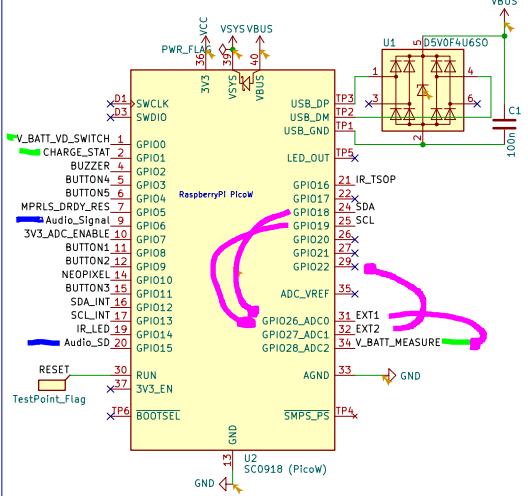 VBUS
VCC
VSYS VBUS
PWR_FLAG
36 39 40
3V3 VSYS VBUS
U1 D5V0F4U6SO
5
1 4
3 6
2
C1
100n
D1 SWCLK
D3 SWDIO
USB_DP TP3
USB_DM TP2
USB_GND TP1
V_BATT_VD_SWITCH 1 GPIO0
CHARGE_STAT 2 GPIO1
BUZZER 4 GPIO2
BUTTON4 5 GPIO3
BUTTON5 6 GPIO4
MPRLS_DRDY_RES 7 GPIO5
Audio_Signal 9 GPIO6
3V3_ADC_ENABLE 10 GPIO7
BUTTON1 11 GPIO8
BUTTON2 12 GPIO9
NEOPIXEL 14 GPIO10
BUTTON3 15 GPIO11
SDA_INT 16 GPIO12
SCL_INT 17 GPIO13
IR_LED 19 GPIO14
Audio_SD 20 GPIO15
RaspberryPi PicoW
LED_OUT TP5
GPIO16 21 IR_TSOP
GPIO17 22
GPIO18 24 SDA
GPIO19 25 SCL
GPIO20 26
GPIO21 27
GPIO22 29
ADC_VREF 35
GPIO26_ADC0 31 EXT1
GPIO27_ADC1 32 EXT2
GPIO28_ADC2 34 V_BATT_MEASURE
RESET
TestPoint_Flag
30 RUN
37 3V3_EN
TP6 BOOTSEL
AGND 33 GND
SMPS_PS TP4
GND
13
GND
U2
SC0918 (PicoW)